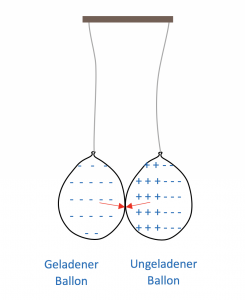 - - -
+ + - -
- - - -
+ + + - - -
- - - -
+ + + - - -
- - - -
+ + + - - -
- - - -
+ + + - - -
- - -
+ + - -
Geladener Ballon
Ungeladener Ballon